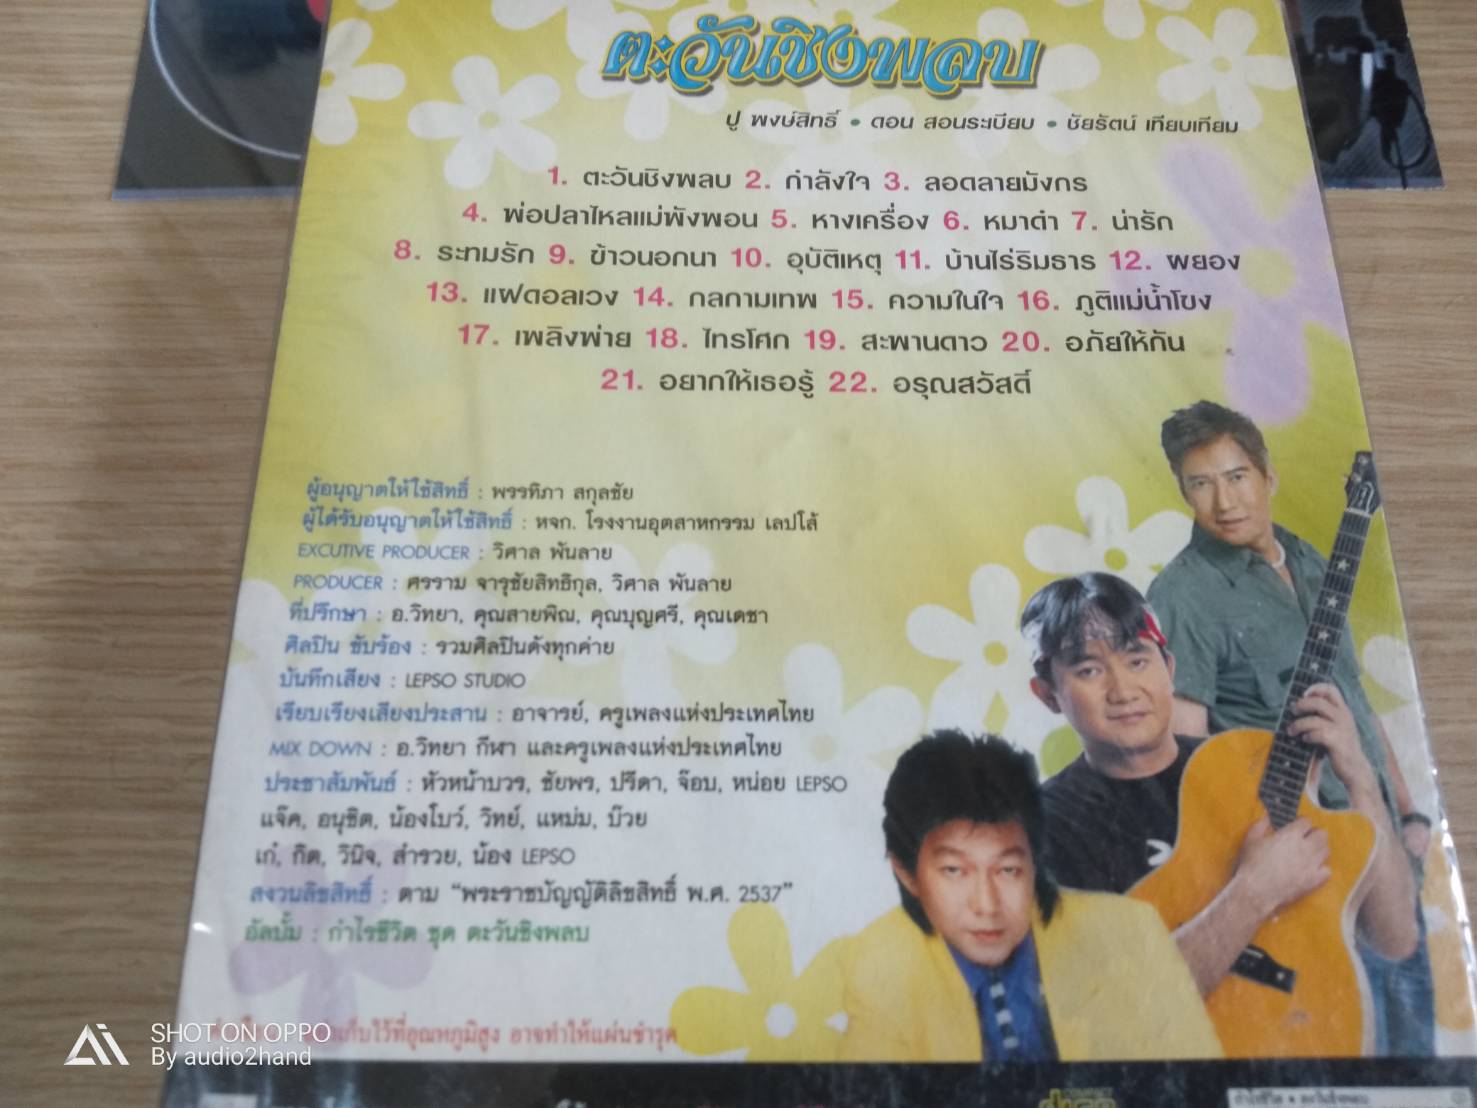 ตะวันชิงพลบ
ปู พงษ์สิทธิ์ • ดอน สอนระเบียบ • ชัยรัตน์ เทียบเทียม
1. ตะวันชิงพลบ 2. กำลังใจ 3. ลอดลายมังกร
4. พ่อปลาไหลแม่พังพอน 5. หางเครื่อง 6. หมาดำ 7. น่ารัก
8. ระทมรัก 9. ข้าวนอกนา 10. อุบัติเหตุ 11. บ้านไร่ริมธาร 12. ผยอง
13. แฝดอลเวง 14. กลกามเทพ 15. ความในใจ 16. ภูติแม่น้ำโขง
17. เพลิงพ่าย 18. ไทรโศก 19. สะพานดาว 20. อภัยให้กัน
21. อยากให้เธอรู้ 22. อรุณสวัสดิ์
ผู้อนุญาตให้ใช้สิทธิ์ : พรรทิภา สกุลชัย
ผู้ได้รับอนุญาตให้ใช้สิทธิ์ : หจก. โรงงานอุตสาหกรรม เลปโส้
EXCUTIVE PRODUCER : วิศาล พันลาย
PRODUCER : ศรราม จารุชัยสิทธิกุล, วิศาล พันลาย
ที่ปรึกษา : อ.วิทยา, คุณสายพิณ, คุณบุญศรี, คุณเดชา
ศิลปิน ขับร้อง : รวมศิลปินดังทุกค่าย
บันทึกเสียง : LEPSO STUDIO
เรียบเรียงเสียงประสาน : อาจารย์, ครูเพลงแห่งประเทศไทย
MIX DOWN : อ.วิทยา กีฬา และครูเพลงแห่งประเทศไทย
ประชาสัมพันธ์ : หัวหน้าบวร, ชัยพร, ปรีดา, จ๊อบ, หน่อย LEPSO
แจ๊ค, อนุชิต, น้องโบว์, วิทย์, แหม่ม, บ๊วย
เก๋, กิต, วินิจ, สำรวย, น้อง LEPSO
สงวนลิขสิทธิ์ : ตาม "พระราชบัญญัติลิขสิทธิ์ พ.ศ. 2537"
อัลบั้ม : กำไรชีวิต ชุด ตะวันชิงพลบ
เก็บไว้ที่อุณหภูมิสูง อาจทำให้แผ่นชำรุด
SHOT ON OPPO
By audio2hand